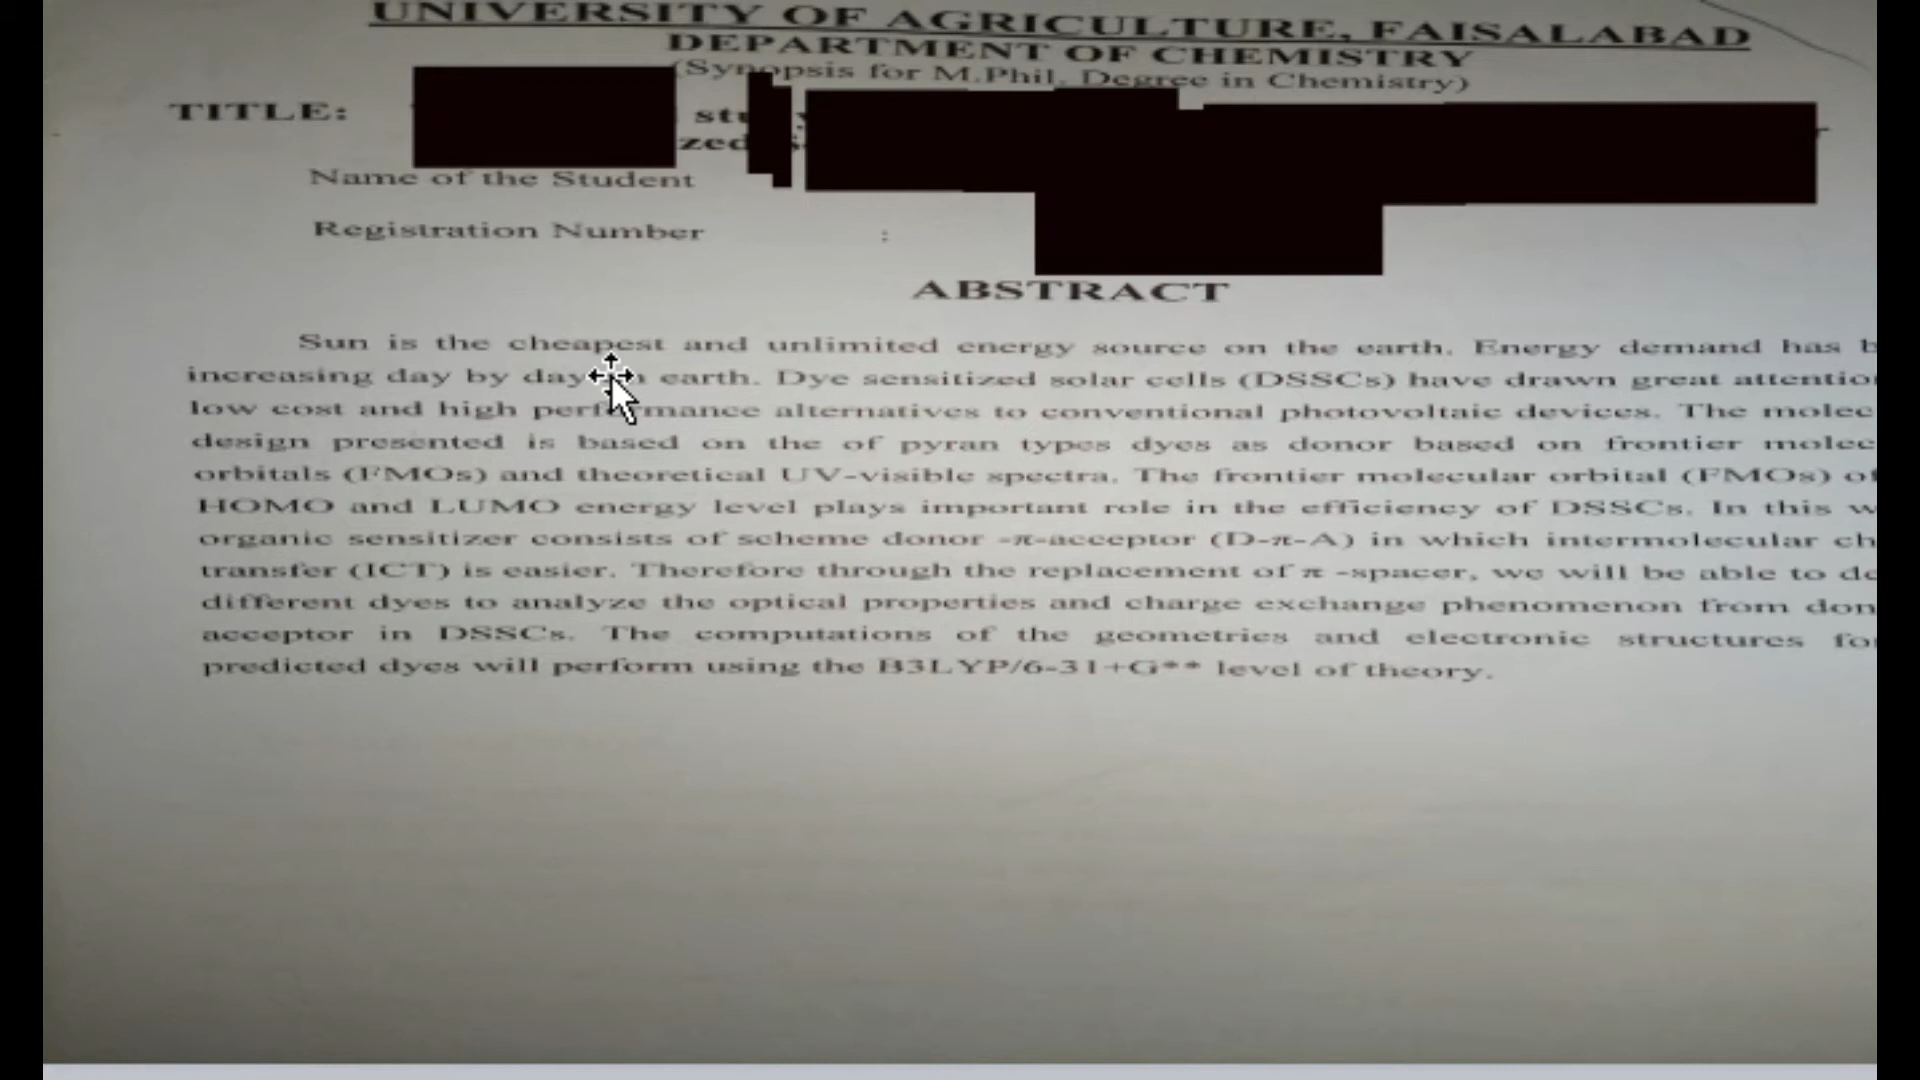 UNIVERSITY OF AGRICULTURE, FAISALABAD
DEPARTMENT OF CHEMISTRY
(Synopsis for M.Phil. Degree in Chemistry)
TITLE:
Name of the Student
Registration Number :
ABSTRACT
Sun is the cheapest and unlimited energy source on the earth. Energy demand has
increasing day by day earth. Dye sensitized solar cells (DSSCs) have drawn great
low cost and high performance alternatives to conventional photovoltaic devices. The
design presented is based on the of pyran types dyes as donor based on frontier
orbitals (FMOs) and theoretical UV-visible spectra. The frontier molecular orbital (FMOs)
HOMO and LUMO energy level plays important role in the efficiency of DSSCs. In this
organic sensitizer consists of scheme donor -π-acceptor (D-π-A) in which intermolecular
transfer (ICT) is easier. Therefore through the replacement of π -spacer, we will be able to
different dyes to analyze the optical properties and charge exchange phenomenon from
acceptor in DSSCs. The computations of the geometries and electronic structures
predicted dyes will perform using the B3LYP/6-31+G** level of theory.